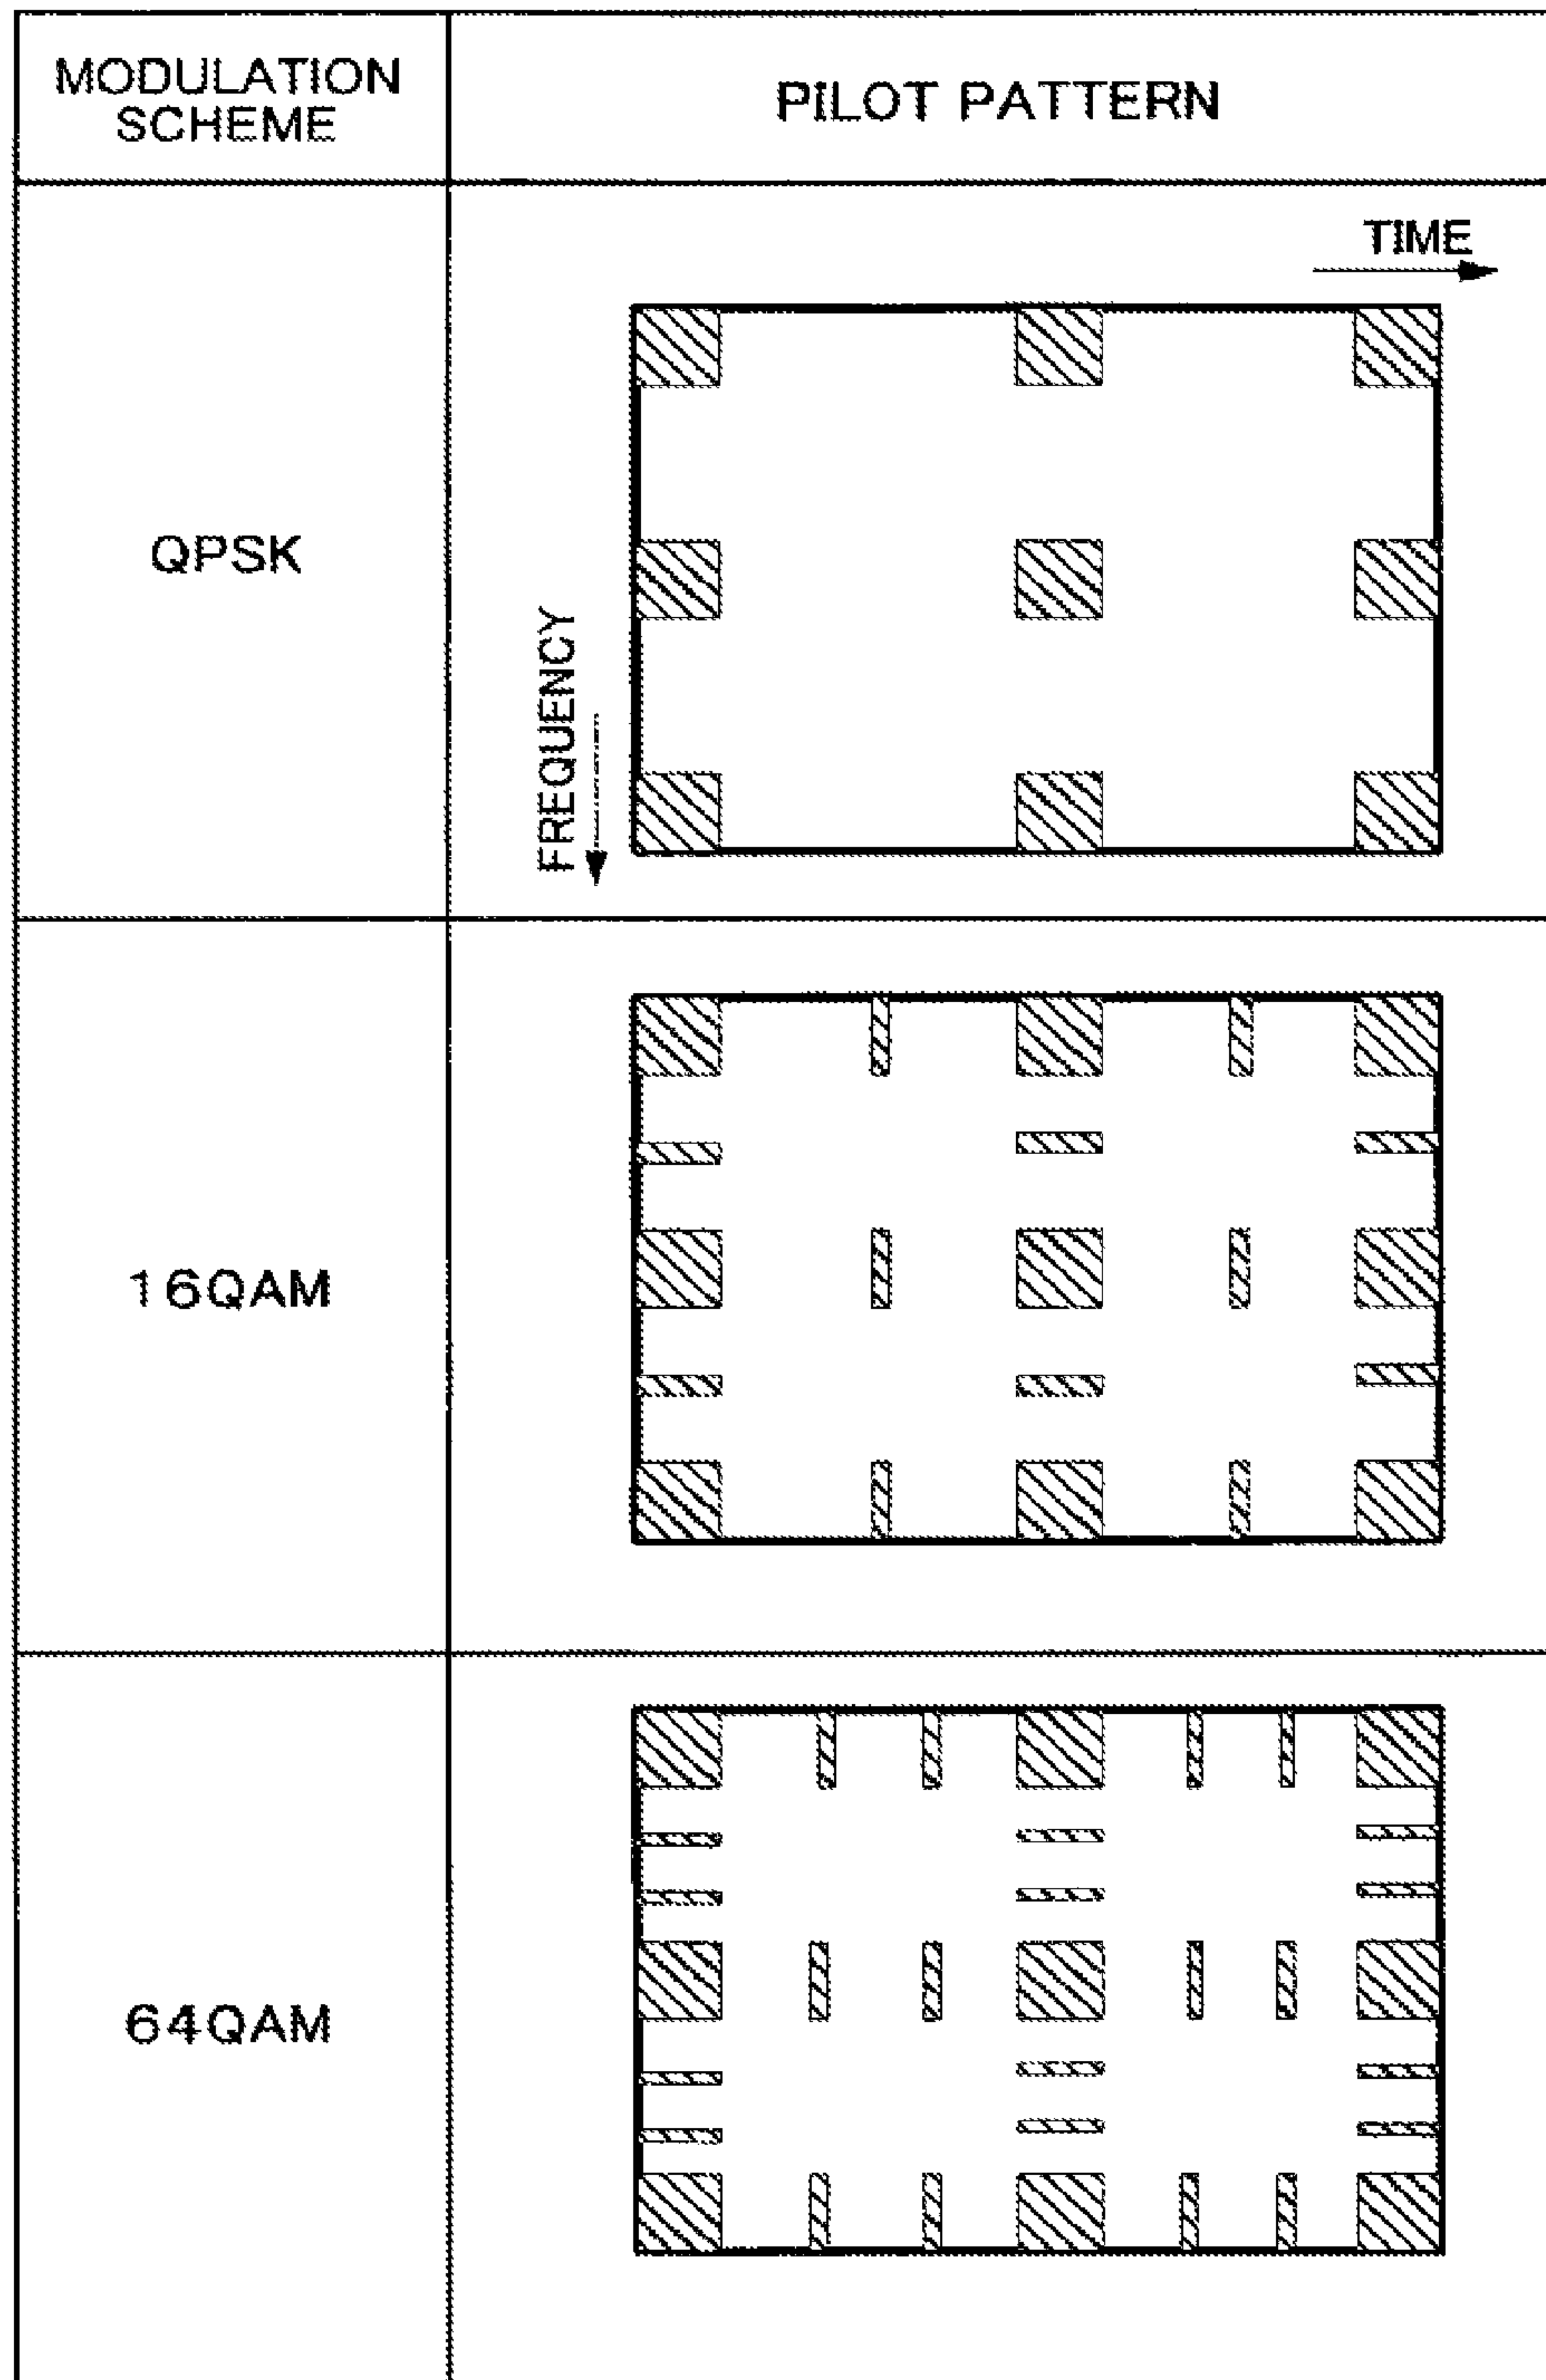 MODULATION
SCHEME
PILOT PATTERN
TIME
QPSK
FREQUENCY
16QAM
64QAM